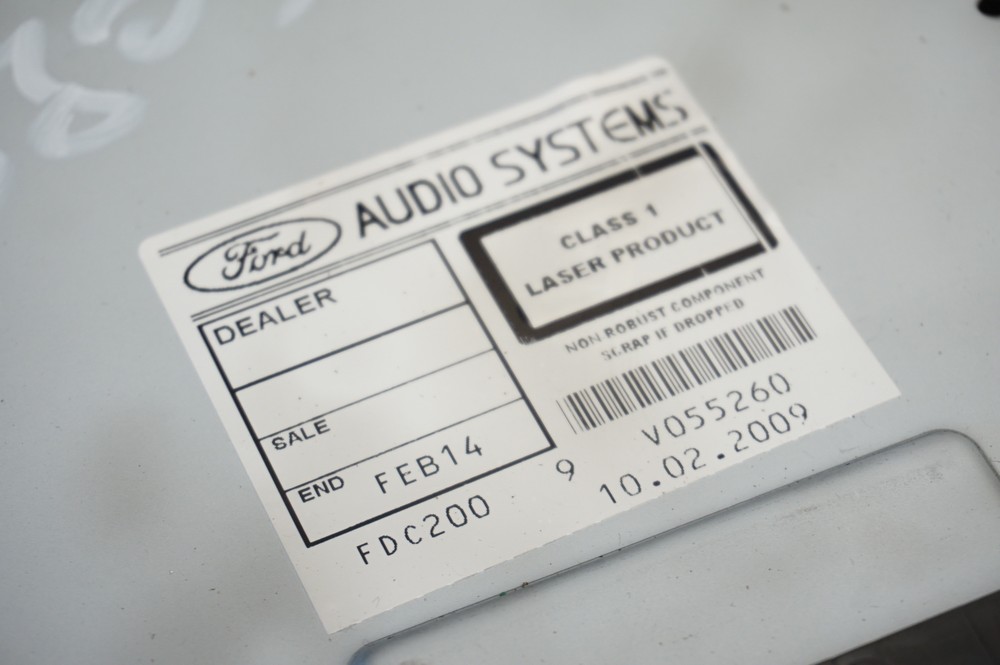 Ford AUDIO SYSTEMS
DEALER
SALE
END FEB14
FDC200 9
CLASS 1
LASER PRODUCT
NON ROBUST COMPONENT
SCRAP IF DROPPED
V055260
10.02.2009